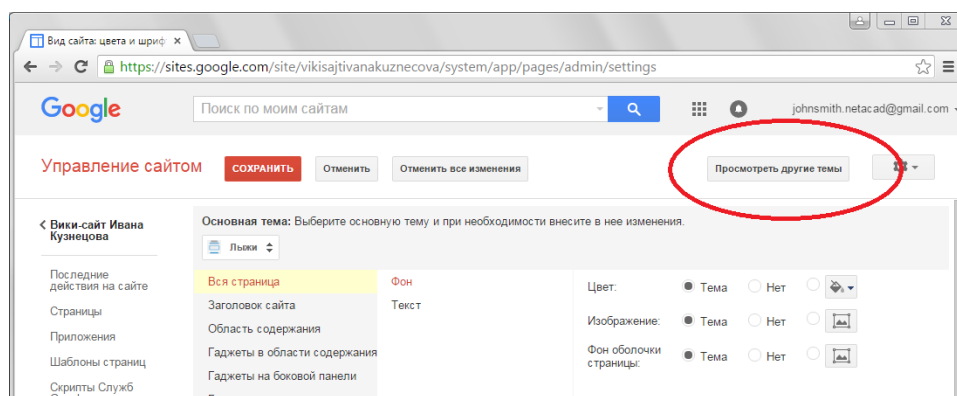 Вид сайта: цвета и шриф
https://sites.google.com/site/vikisajtivanakuznecova/system/app/pages/admin/settings
Google
Поиск по моим сайтам
johnsmith.netacad@gmail.com
Управление сайтом
СОХРАНИТЬ
Отменить
Отменить все изменения
Просмотреть другие темы
Вики-сайт Ивана
Кузнецова
Основная тема: Выберите основную тему и при необходимости внесите в нее изменения.
Лыжи
Последние
действия на сайте
Страницы
Приложения
Шаблоны страниц
Скрипты Служб
Вся страница
Заголовок сайта
Область содержания
Гаджеты в области содержания
Гаджеты на боковой панели
Фон
Текст
Цвет: Тема Нет
Изображение: Тема Нет
Фон оболочки
страницы: Тема Нет